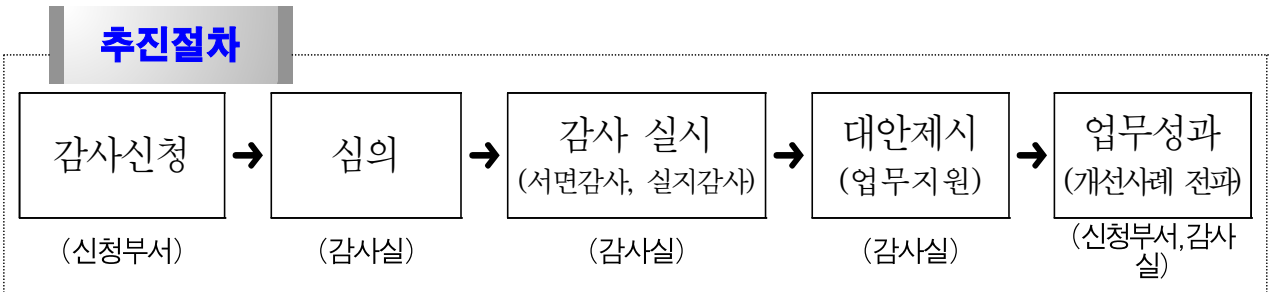 추진절차
감사신청 ➔ 심의 ➔ 감사 실시 ➔ 대안제시 ➔ 업무성과
(서면감사, 실지감사) (업무지원) (개선사례 전파)
(신청부서) (감사실) (감사실) (감사실) (신청부서,감사
실)